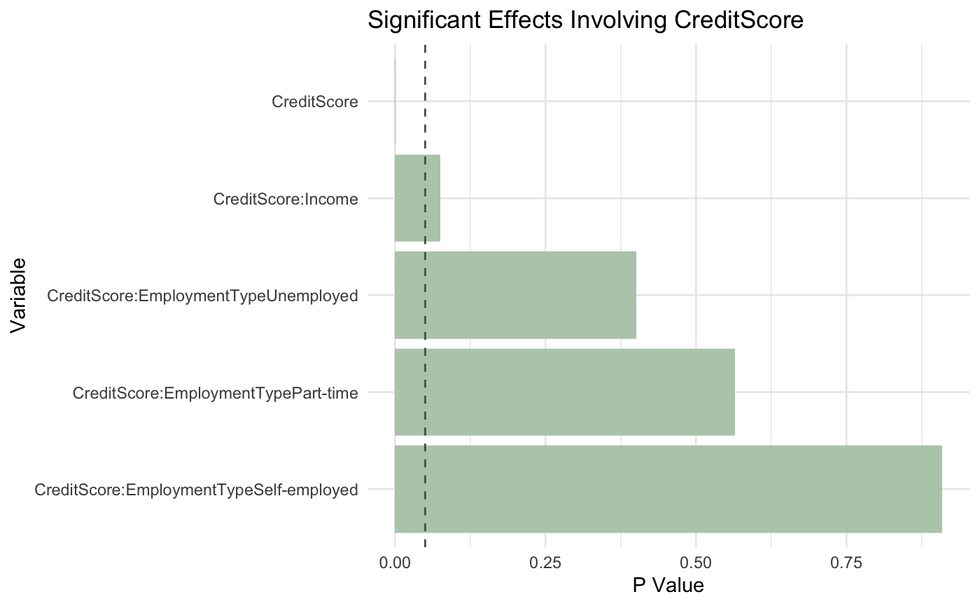 Significant Effects Involving CreditScore
Variable
CreditScore
CreditScore:Income
CreditScore:EmploymentTypeUnemployed
CreditScore:EmploymentTypePart-time
CreditScore:EmploymentTypeSelf-employed
0.00 0.25 0.50 0.75
P Value